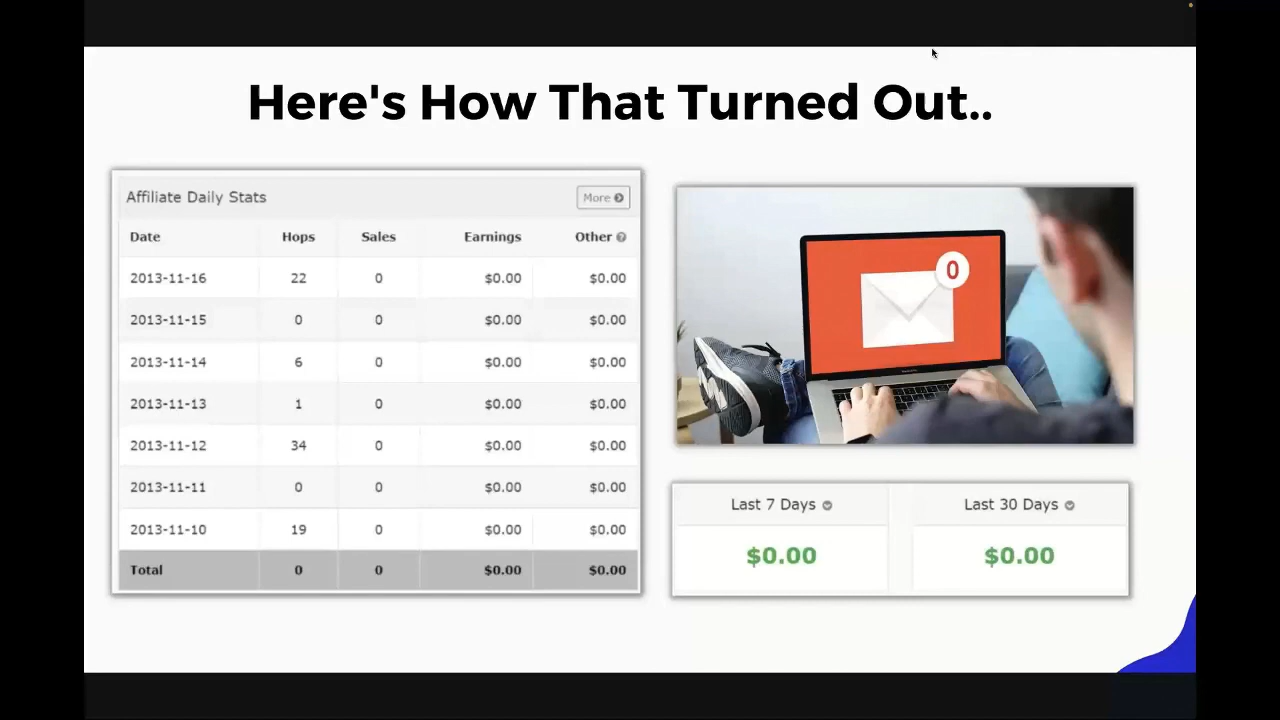 Here's How That Turned Out..
Affiliate Daily Stats More
Date Hops Sales Earnings Other
2013-11-16 22 0 $0.00 $0.00
2013-11-15 0 0 $0.00 $0.00
2013-11-14 6 0 $0.00 $0.00
2013-11-13 1 0 $0.00 $0.00
2013-11-12 34 0 $0.00 $0.00
2013-11-11 0 0 $0.00 $0.00
2013-11-10 19 0 $0.00 $0.00
Total 0 0 $0.00 $0.00
0
Last 7 Days Last 30 Days
$0.00 $0.00